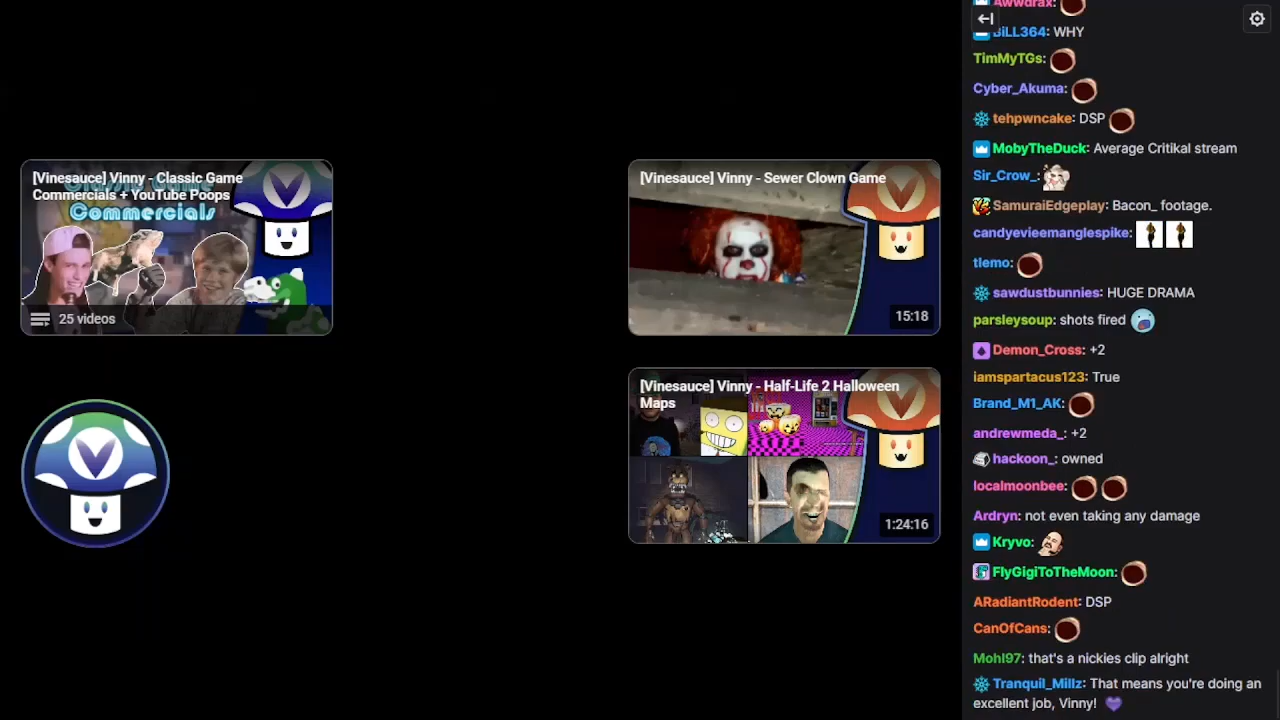 [Vinesauce] Vinny - Classic Game
Commercials + YouTube Poops
Classic Game
Commercials
25 videos
[Vinesauce] Vinny - Sewer Clown Game
15:18
[Vinesauce] Vinny - Half-Life 2 Halloween
Maps
1:24:16
Awwdrax:
BiLL364: WHY
TimMyTGs:
Cyber_Akuma:
tehpwncake: DSP
MobyTheDuck: Average Critikal stream
Sir_Crow_:
SamuraiEdgeplay: Bacon_ footage.
candyevieemanglespike:
tlemo:
sawdustbunnies: HUGE DRAMA
parsleysoup: shots fired
Demon_Cross: +2
iamspartacus123: True
Brand_M1_AK:
andrewmeda_: +2
hackoon_: owned
localmoonbee:
Ardryn: not even taking any damage
Kryvo:
FlyGigiToTheMoon:
ARadiantRodent: DSP
CanOfCans:
Mohl97: that's a nickies clip alright
Tranquil_Millz: That means you're doing an
excellent job, Vinny!